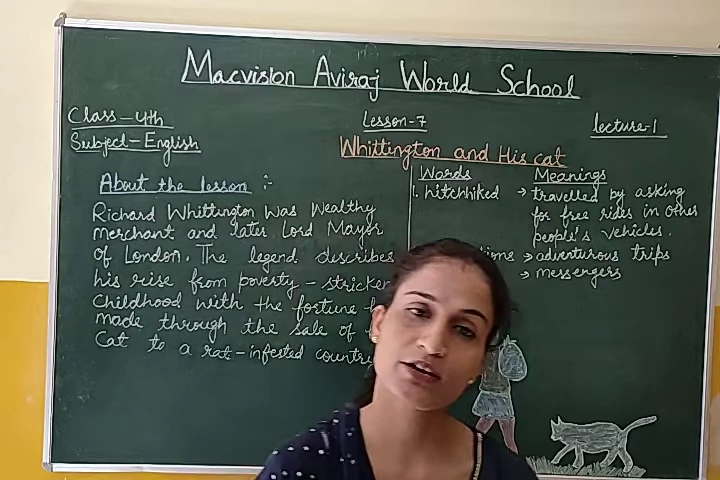 Macvision Aviraj World School
Class-4th
Lesson-7
Lecture-1
Subject-English
Whittington and His cat
About the lesson :-
Richard Whittington was Wealthy
merchant and later Lord Mayor
of London. The legend describes
his rise from poverty-stricken
Childhood with the fortune
made through the sale of
Cat to a rat-infested country
Words Meanings
1. hitchhiked → travelled by asking
for free rides in other
people's vehicles.
→ adventurous trips
→ messengers